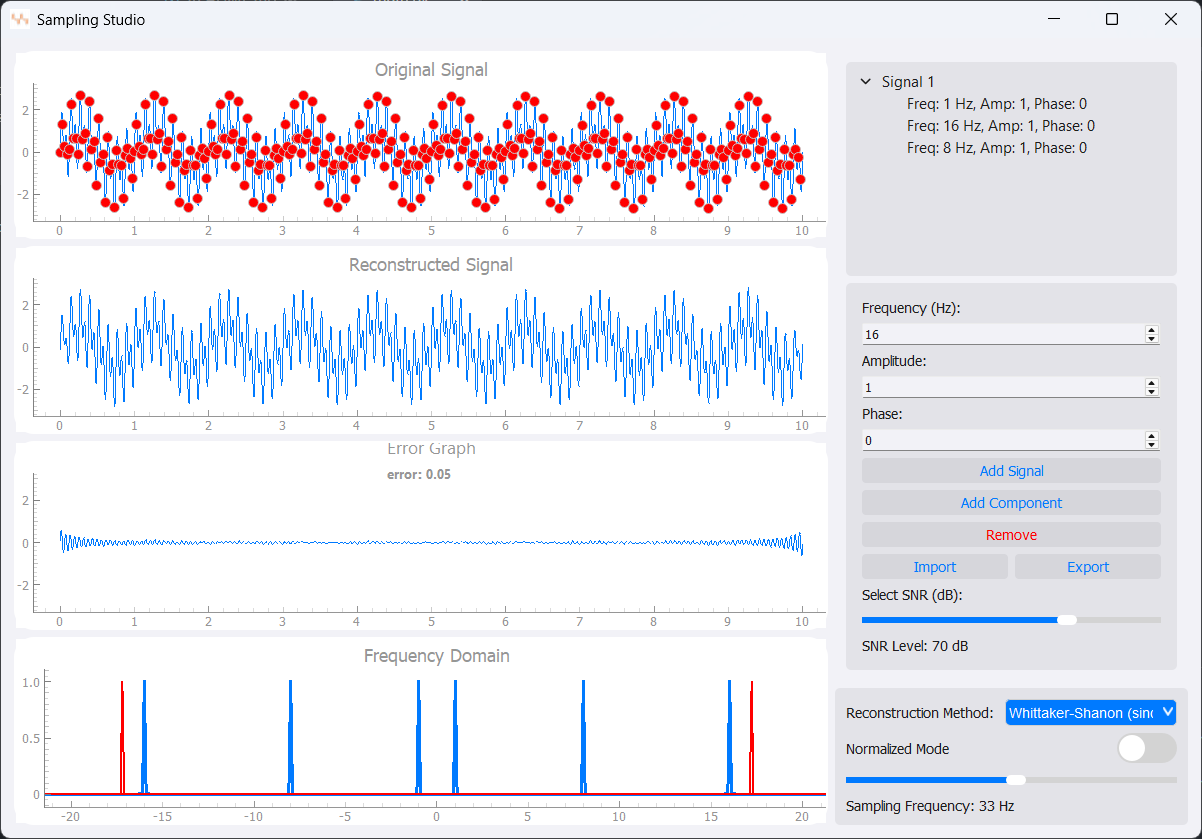 Sampling Studio
Original Signal
2
0
-2
0 1 2 3 4 5 6 7 8 9 10
Reconstructed Signal
2
0
-2
0 1 2 3 4 5 6 7 8 9 10
Error Graph
error: 0.05
2
0
-2
0 1 2 3 4 5 6 7 8 9 10
Frequency Domain
1.0
0.5
0
-20 -15 -10 -5 0 5 10 15 20
Signal 1
Freq: 1 Hz, Amp: 1, Phase: 0
Freq: 16 Hz, Amp: 1, Phase: 0
Freq: 8 Hz, Amp: 1, Phase: 0
Frequency (Hz):
16
Amplitude:
1
Phase:
0
Add Signal
Add Component
Remove
Import Export
Select SNR (dB):
SNR Level: 70 dB
Reconstruction Method: Whittaker-Shanon (sinc
Normalized Mode
Sampling Frequency: 33 Hz